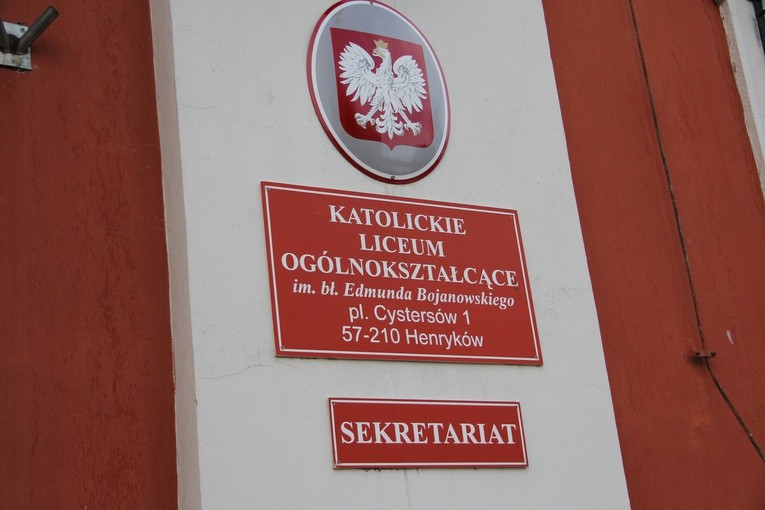 KATOLICKIE
LICEUM
OGÓLNOKSZTAŁCĄCE
im. bł. Edmunda Bojanowskiego
pl. Cystersów 1
57-210 Henryków
SEKRETARIAT